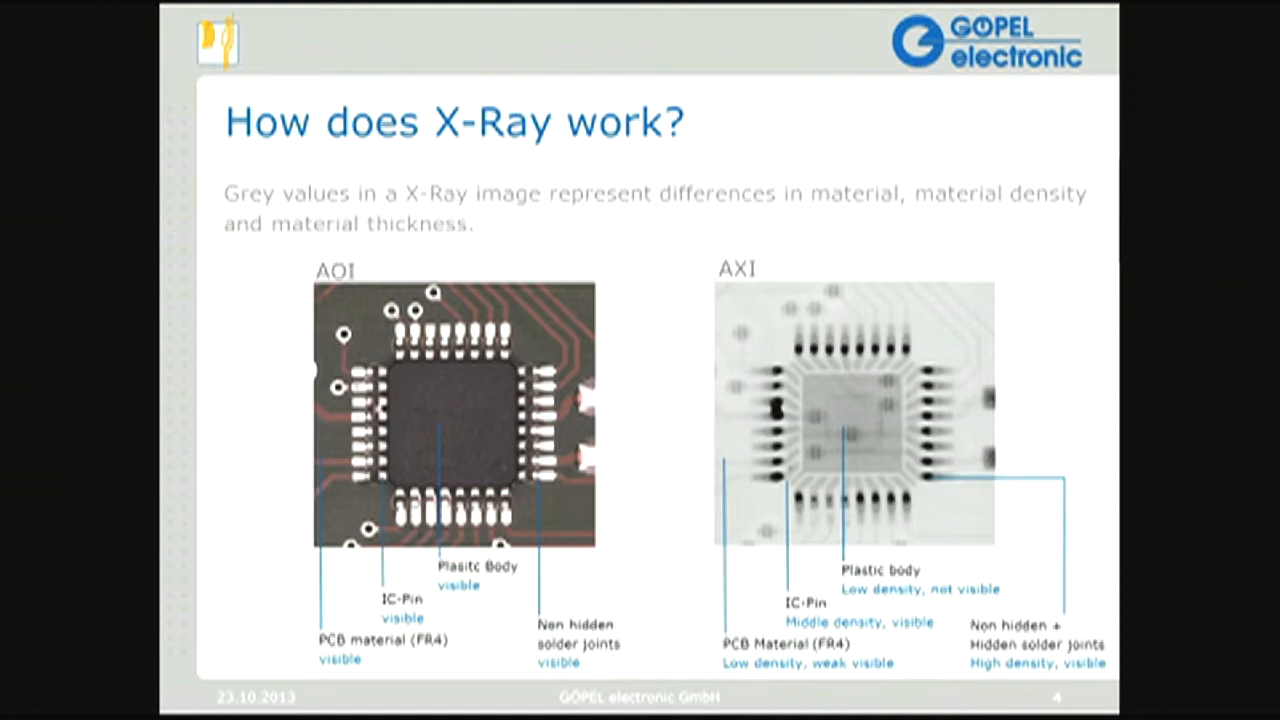 GÖPEL
electronic
How does X-Ray work?
Grey values in a X-Ray image represent differences in material, material density
and material thickness.
AOI
AXI
Plasitc Body
visible
IC-Pin
visible
PCB material (FR4)
visible
Non hidden
solder joints
visible
Plastic body
Low density, not visible
IC-Pin
Middle density, visible
PCB Material (FR4)
Low density, weak visible
Non hidden +
Hidden solder joints
High density, visible
23.10.2013
GÖPEL electronic GmbH
4